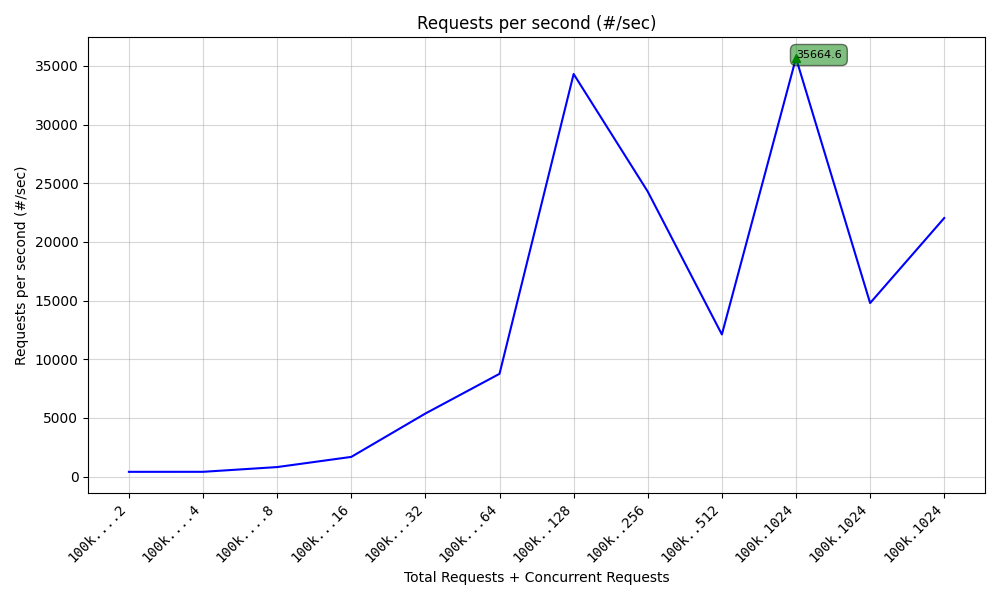 Requests per second (#/sec)
35664.6
35000
30000
25000
20000
15000
10000
5000
0
Requests per second (#/sec)
100k....2
100k....4
100k....8
100k...16
100k...32
100k...64
100k..128
100k..256
100k..512
100k.1024
100k.1024
100k.1024
Total Requests + Concurrent Requests